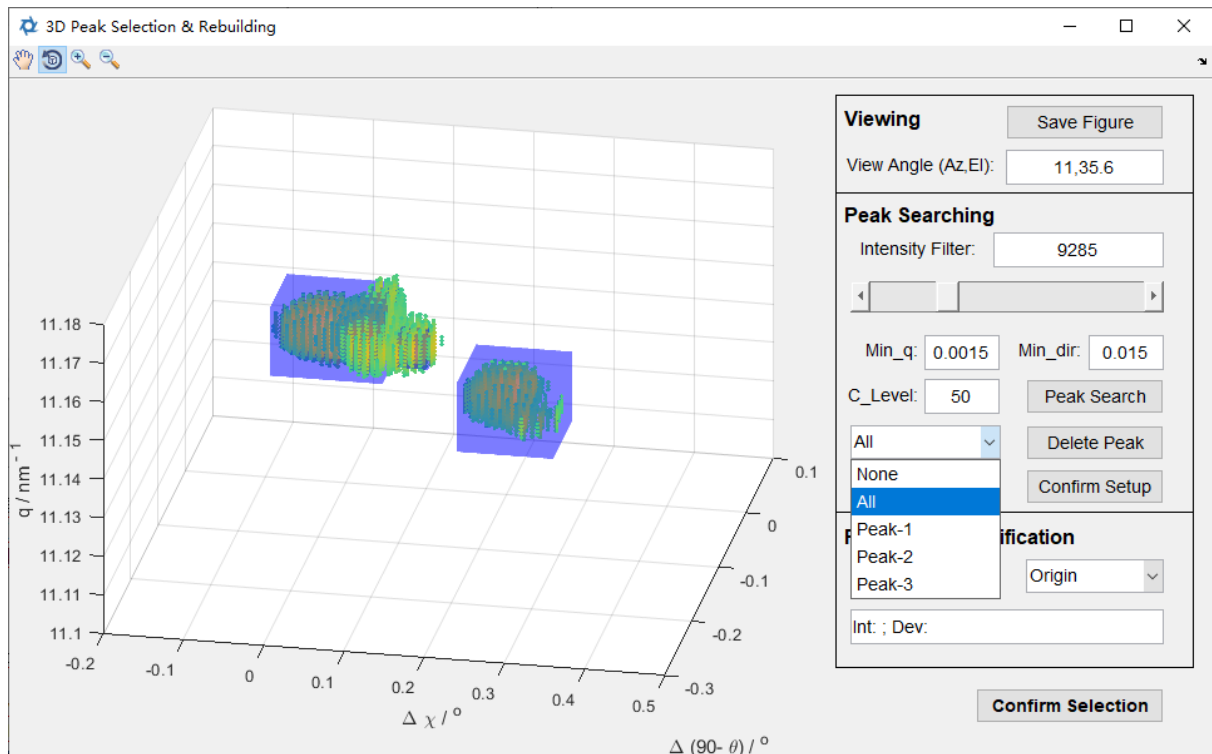 3D Peak Selection & Rebuilding
Viewing
Save Figure
View Angle (Az,El):
11,35.6
Peak Searching
Intensity Filter:
9285
Min_q:
0.0015
Min_dir:
0.015
C_Level:
50
Peak Search
All
Delete Peak
None
All
Peak-1
Peak-2
Peak-3
Confirm Setup
ification
Origin
Int: ; Dev:
Confirm Selection
11.18
11.17
11.16
11.15
11.14
11.13
11.12
11.11
11.1
q / nm⁻¹
-0.2
-0.1
0
0.1
0.2
0.3
0.4
0.5
Δ χ / °
0.1
0
-0.1
-0.2
-0.3
Δ (90- θ) / °